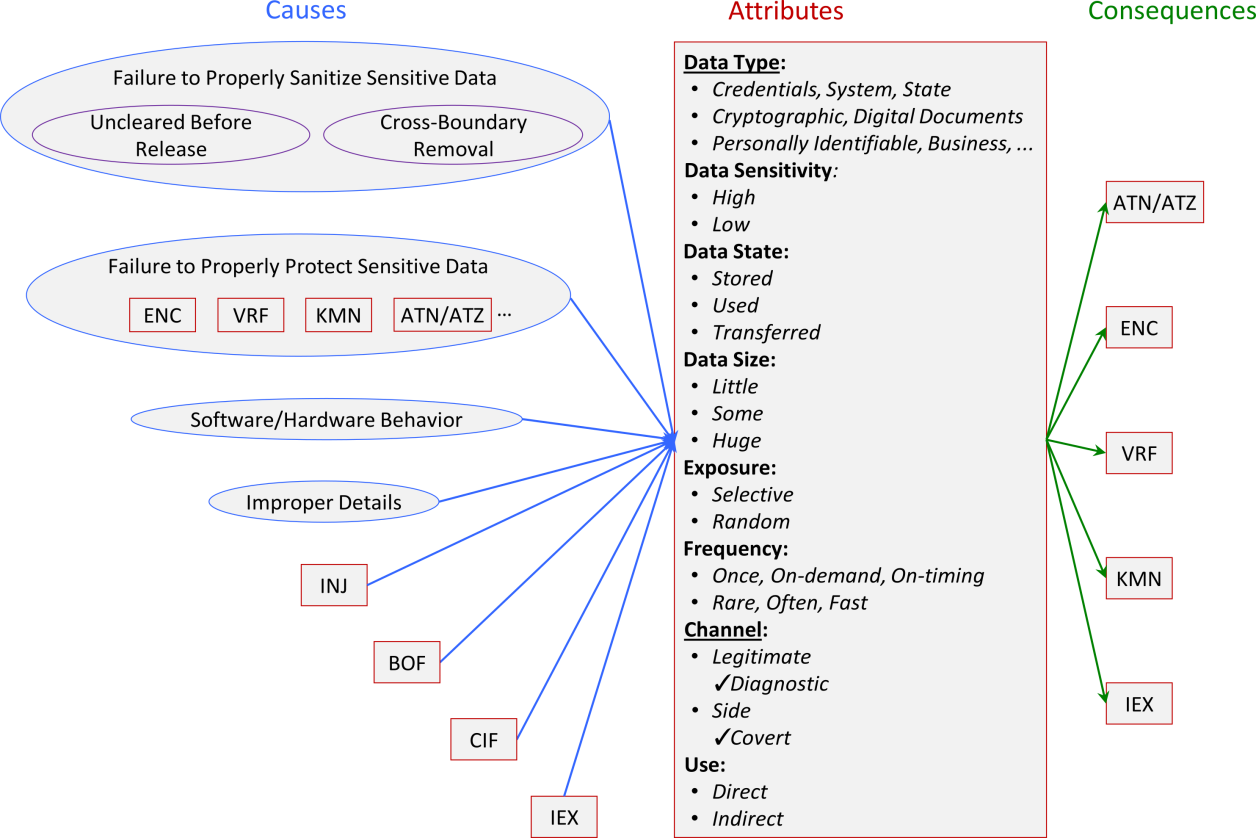 Causes
Failure to Properly Sanitize Sensitive Data
Uncleared Before
Release
Cross-Boundary
Removal
Failure to Properly Protect Sensitive Data
ENC
VRF
KMN
ATN/ATZ
...
Software/Hardware Behavior
Improper Details
INJ
BOF
CIF
IEX
Attributes
Data Type:
• Credentials, System, State
• Cryptographic, Digital Documents
• Personally Identifiable, Business, ...
Data Sensitivity:
• High
• Low
Data State:
• Stored
• Used
• Transferred
Data Size:
• Little
• Some
• Huge
Exposure:
• Selective
• Random
Frequency:
• Once, On-demand, On-timing
• Rare, Often, Fast
Channel:
• Legitimate
✓Diagnostic
• Side
✓Covert
Use:
• Direct
• Indirect
Consequences
ATN/ATZ
ENC
VRF
KMN
IEX